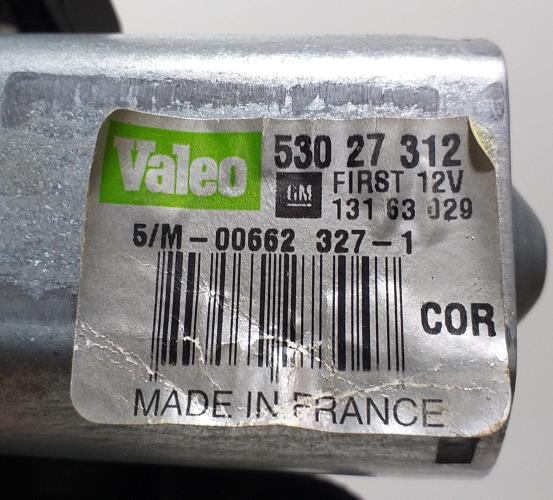 Valeo 530 27 312
GM FIRST 12V
131 63 029
5/M-00662 327-1
COR
MADE IN FRANCE